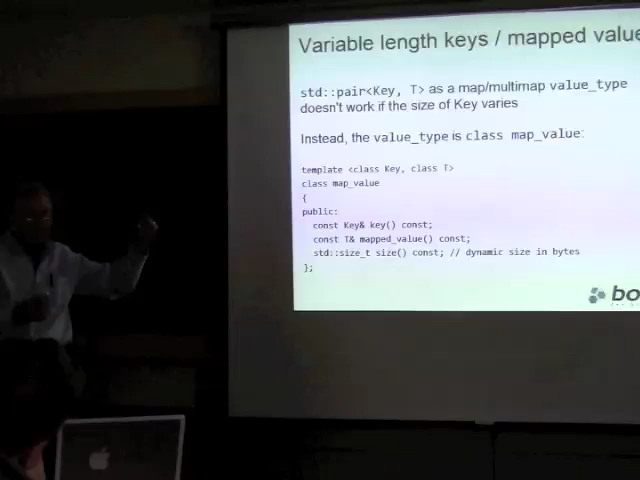 Variable length keys / mapped value
std::pair<Key, T> as a map/multimap value_type
doesn't work if the size of Key varies
Instead, the value_type is class map_value:
template <class Key, class T>
class map_value
{
public:
const Key& key() const;
const T& mapped_value() const;
std::size_t size() const; // dynamic size in bytes
};
bo